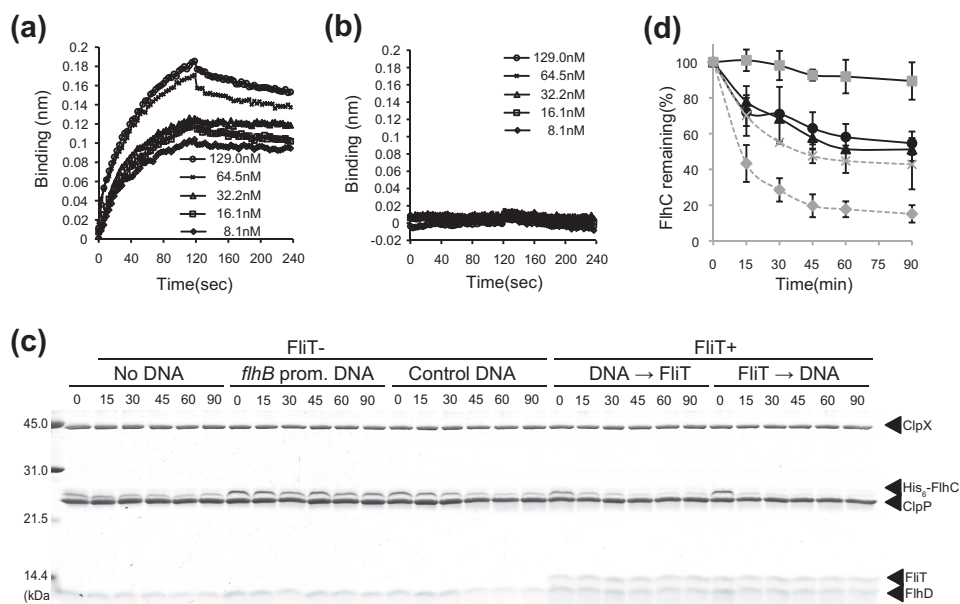 (a)
0.2
0.18
0.16
0.14
0.12
0.1
0.08
0.06
0.04
0.02
0
Binding (nm)
129.0nM
64.5nM
32.2nM
16.1nM
8.1nM
0 40 80 120 160 200 240
Time(sec)
(b)
0.2
0.18
0.16
0.14
0.12
0.1
0.08
0.06
0.04
0.02
0
-0.02
Binding (nm)
129.0nM
64.5nM
32.2nM
16.1nM
8.1nM
0 40 80 120 160 200 240
Time(sec)
(d)
100
80
60
40
20
0
FlhC remaining(%)
0 15 30 45 60 75 90
Time(min)
(c)
FliT- FliT+
No DNA flhB prom. DNA Control DNA DNA → FliT FliT → DNA
0 15 30 45 60 90 0 15 30 45 60 90 0 15 30 45 60 90 0 15 30 45 60 90 0 15 30 45 60 90
45.0
31.0
21.5
14.4
(kDa
ClpX
His6-FlhC
ClpP
FliT
FlhD